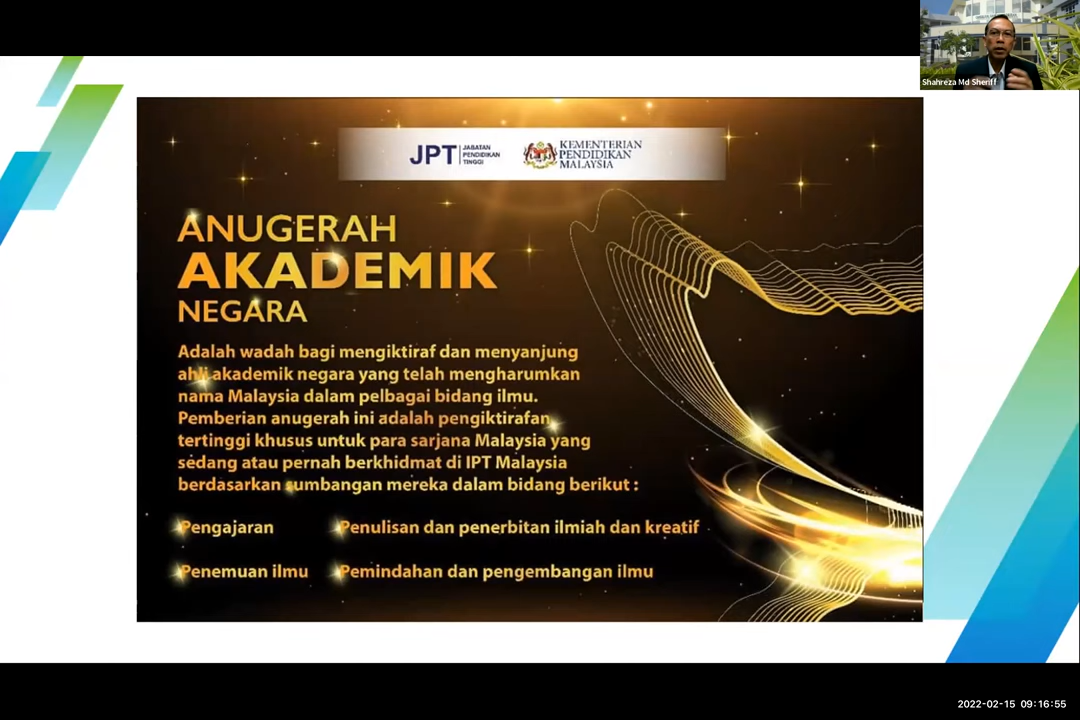 Shahreza Md Sheriff
JPT
JABATAN
PENDIDIKAN
TINGGI
KEMENTERIAN
PENDIDIKAN
MALAYSIA
ANUGERAH
AKADEMIK
NEGARA
Adalah wadah bagi mengiktiraf dan menyanjung
ahli akademik negara yang telah mengharumkan
nama Malaysia dalam pelbagai bidang ilmu.
Pemberian anugerah ini adalah pengiktirafan
tertinggi khusus untuk para sarjana Malaysia yang
sedang atau pernah berkhidmat di IPT Malaysia
berdasarkan sumbangan mereka dalam bidang berikut :
Pengajaran
Penulisan dan penerbitan ilmiah dan kreatif
Penemuan ilmu
Pemindahan dan pengembangan ilmu
2022-02-15 09:16:55